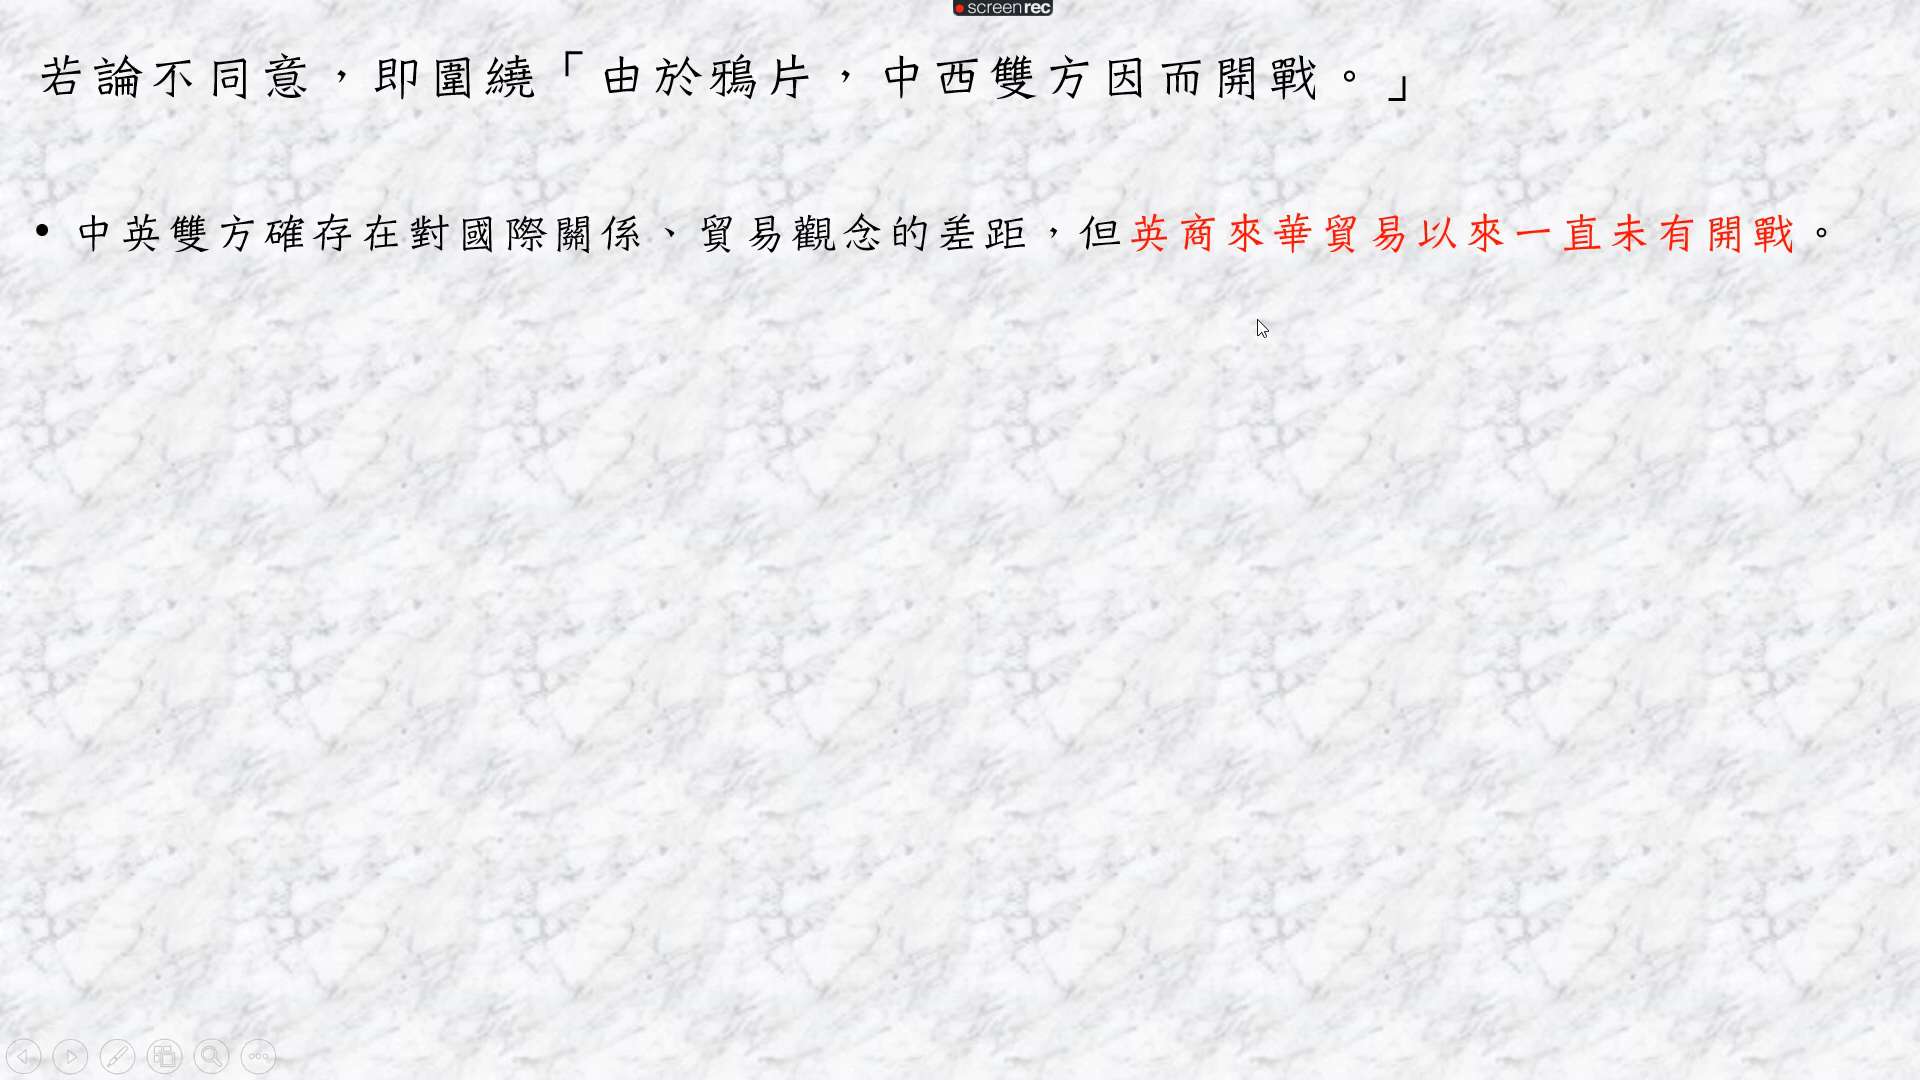 screenrec
若論不同意，即圍繞「由於鴉片，中西雙方因而開戰。」
• 中英雙方確存在對國際關係、貿易觀念的差距，但英商來華貿易以來一直未有開戰。